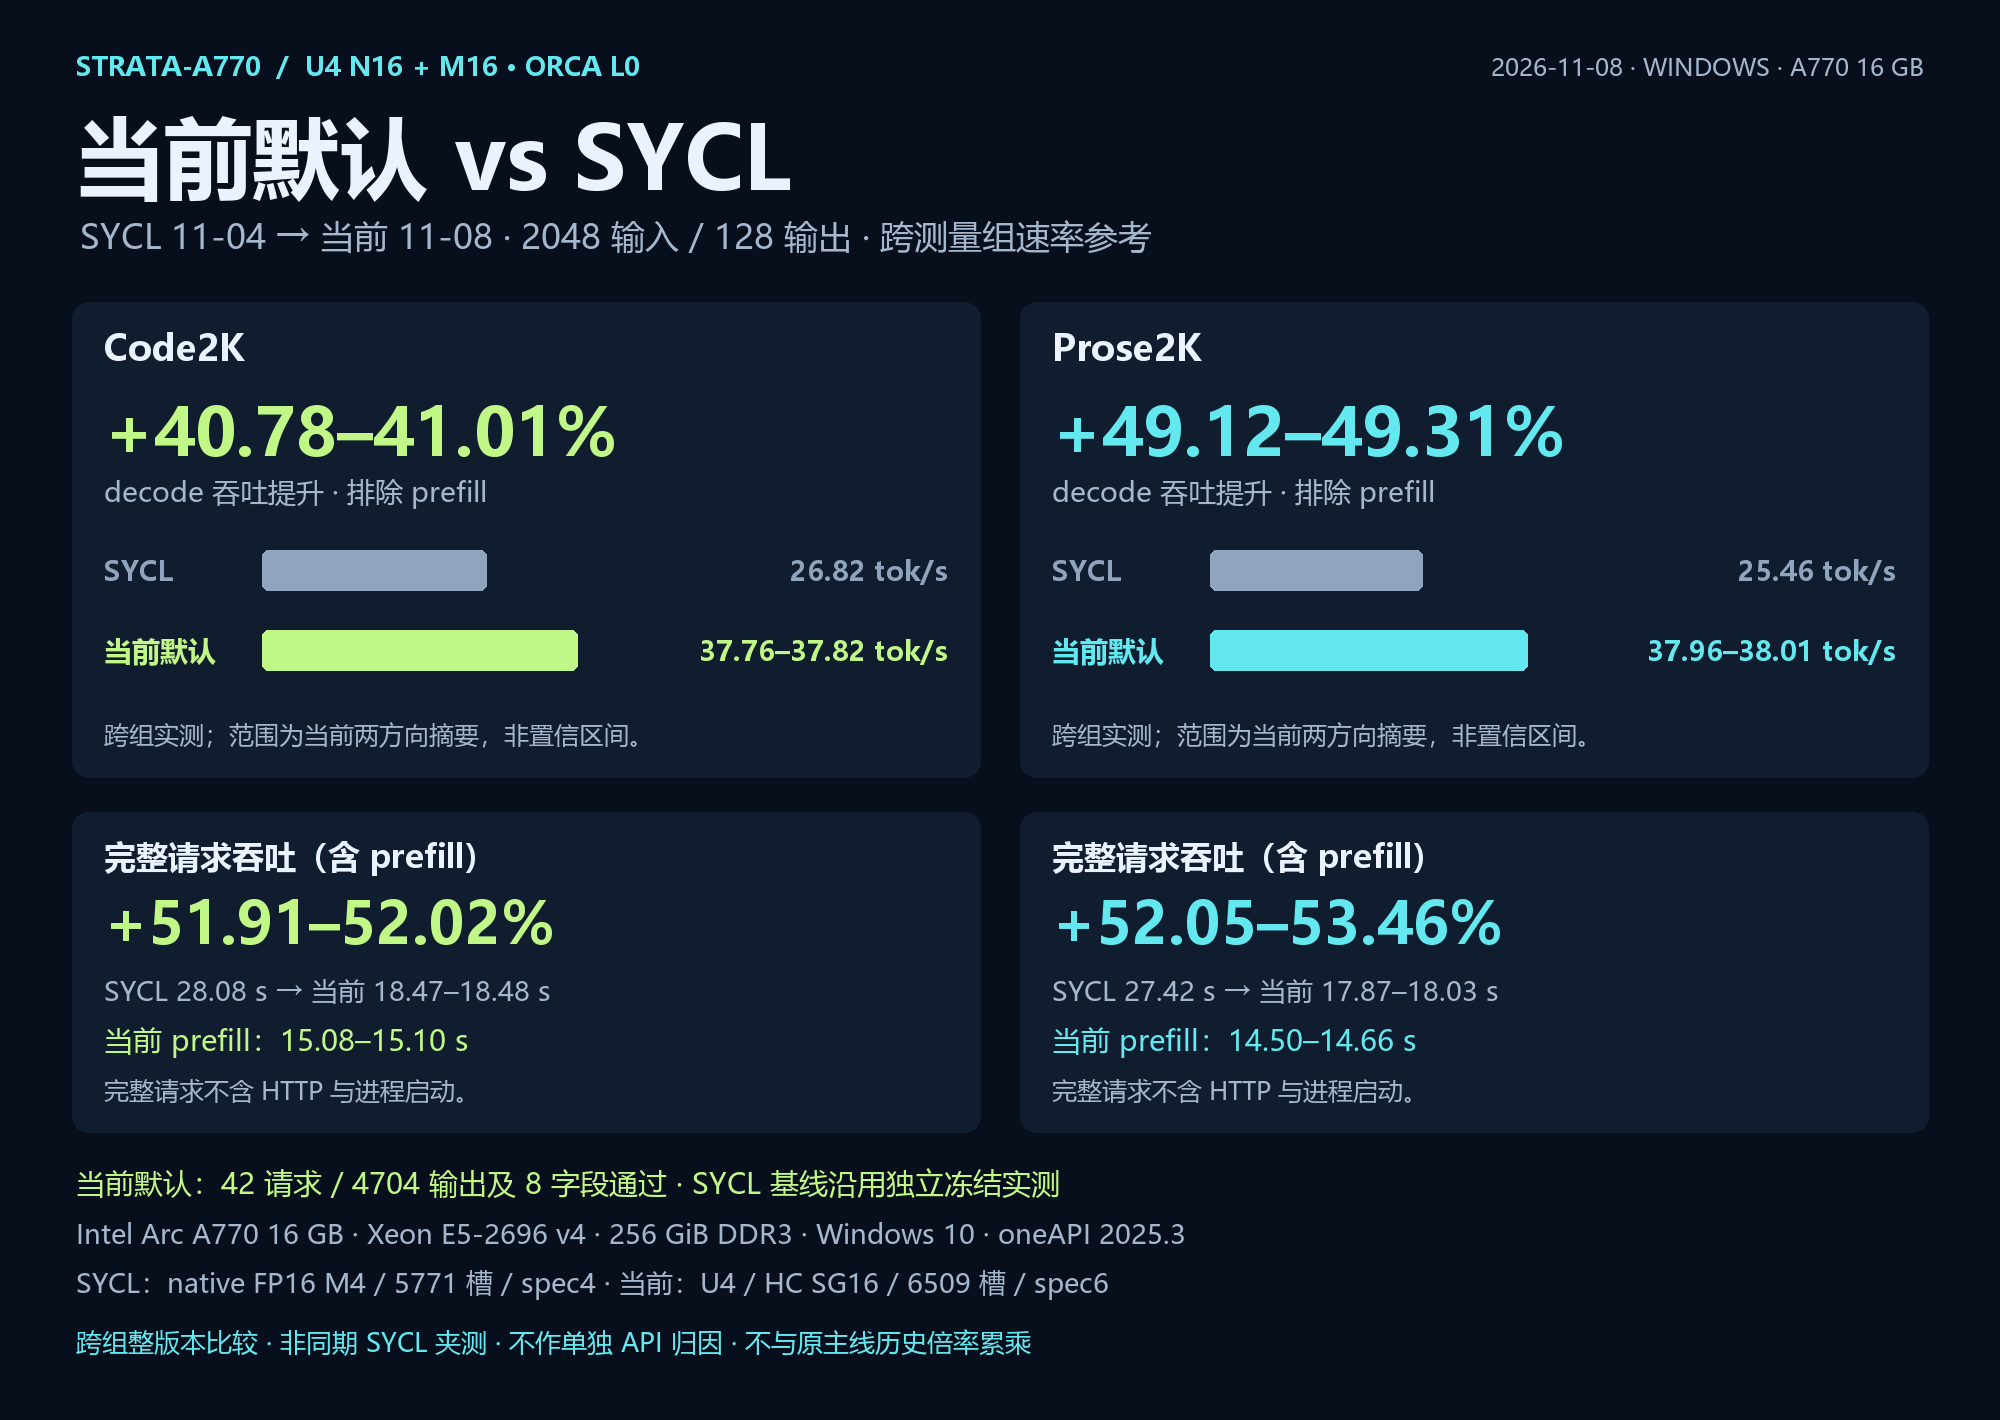 STRATA-A770 / U4 N16 + M16 • ORCA L0
2026-11-08 · WINDOWS · A770 16 GB
当前默认 vs SYCL
SYCL 11-04 → 当前 11-08 · 2048 输入 / 128 输出 · 跨测量组速率参考
Code2K
+40.78–41.01%
decode 吞吐提升 · 排除 prefill
SYCL
26.82 tok/s
当前默认
37.76–37.82 tok/s
跨组实测；范围为当前两方向摘要，非置信区间。
Prose2K
+49.12–49.31%
decode 吞吐提升 · 排除 prefill
SYCL
25.46 tok/s
当前默认
37.96–38.01 tok/s
跨组实测；范围为当前两方向摘要，非置信区间。
完整请求吞吐（含 prefill）
+51.91–52.02%
SYCL 28.08 s → 当前 18.47–18.48 s
当前 prefill：15.08–15.10 s
完整请求不含 HTTP 与进程启动。
完整请求吞吐（含 prefill）
+52.05–53.46%
SYCL 27.42 s → 当前 17.87–18.03 s
当前 prefill：14.50–14.66 s
完整请求不含 HTTP 与进程启动。
当前默认：42 请求 / 4704 输出及 8 字段通过 · SYCL 基线沿用独立冻结实测
Intel Arc A770 16 GB · Xeon E5-2696 v4 · 256 GiB DDR3 · Windows 10 · oneAPI 2025.3
SYCL：native FP16 M4 / 5771 槽 / spec4 · 当前：U4 / HC SG16 / 6509 槽 / spec6
跨组整版本比较 · 非同期 SYCL 夹测 · 不作单独 API 归因 · 不与原主线历史倍率累乘